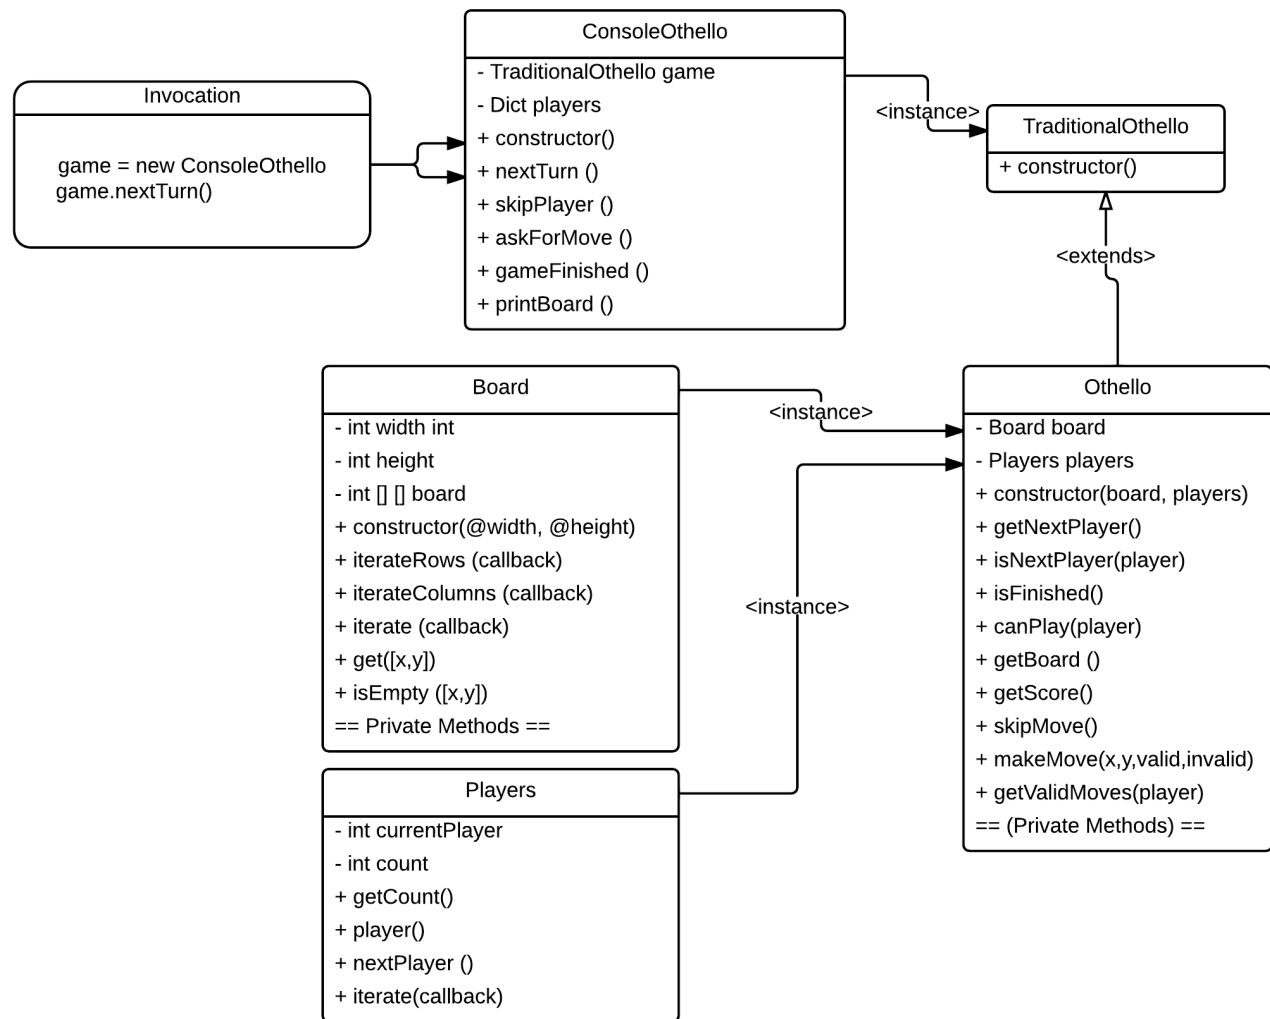 Invocation
game = new ConsoleOthello
game.nextTurn()
ConsoleOthello
- TraditionalOthello game
- Dict players
+ constructor()
+ nextTurn ()
+ skipPlayer ()
+ askForMove ()
+ gameFinished ()
+ printBoard ()
<instance>
TraditionalOthello
+ constructor()
<extends>
Board
- int width int
- int height
- int [] [] board
+ constructor(@width, @height)
+ iterateRows (callback)
+ iterateColumns (callback)
+ iterate (callback)
+ get([x,y])
+ isEmpty ([x,y])
== Private Methods ==
<instance>
Othello
- Board board
- Players players
+ constructor(board, players)
+ getNextPlayer()
+ isNextPlayer(player)
+ isFinished()
+ canPlay(player)
+ getBoard ()
+ getScore()
+ skipMove()
+ makeMove(x,y,valid,invalid)
+ getValidMoves(player)
== (Private Methods) ==
<instance>
Players
- int currentPlayer
- int count
+ getCount()
+ player()
+ nextPlayer ()
+ iterate(callback)